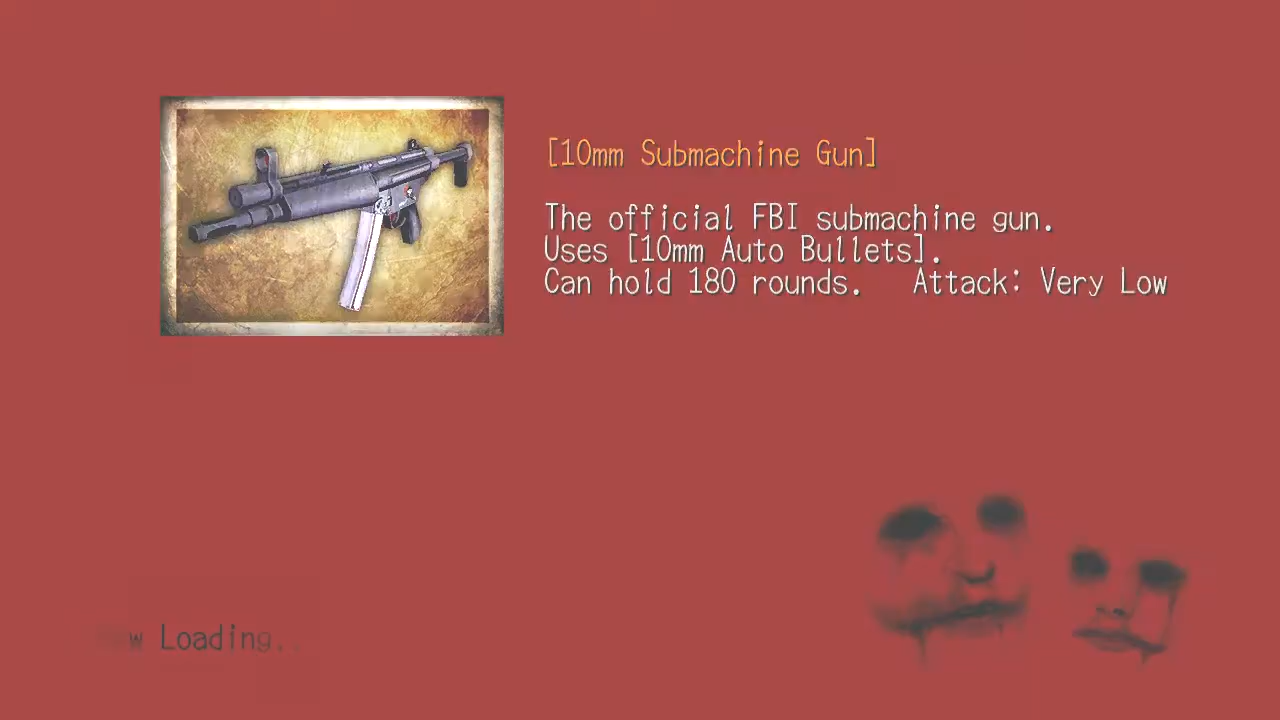 [10mm Submachine Gun]
The official FBI submachine gun.
Uses [10mm Auto Bullets].
Can hold 180 rounds.   Attack: Very Low
Now Loading..